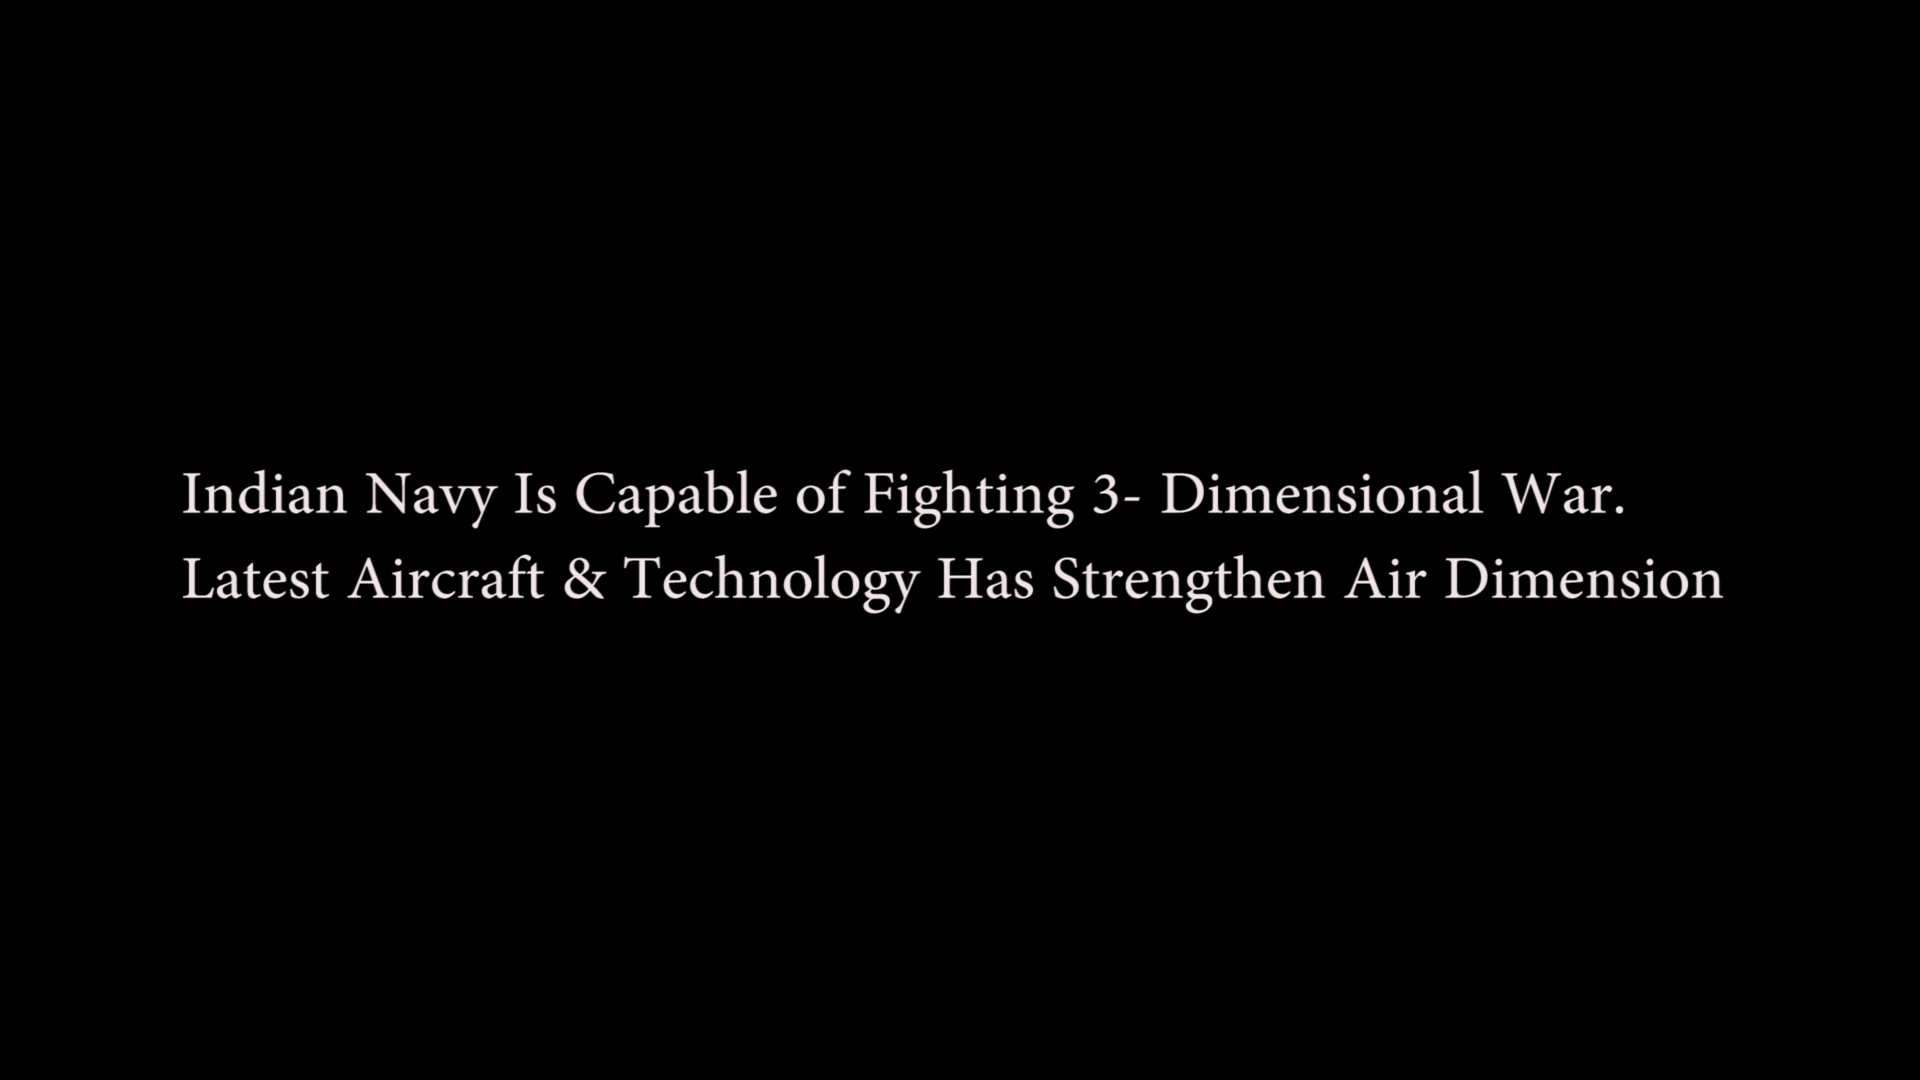 Indian Navy Is Capable of Fighting 3- Dimensional War.
Latest Aircraft & Technology Has Strengthen Air Dimension